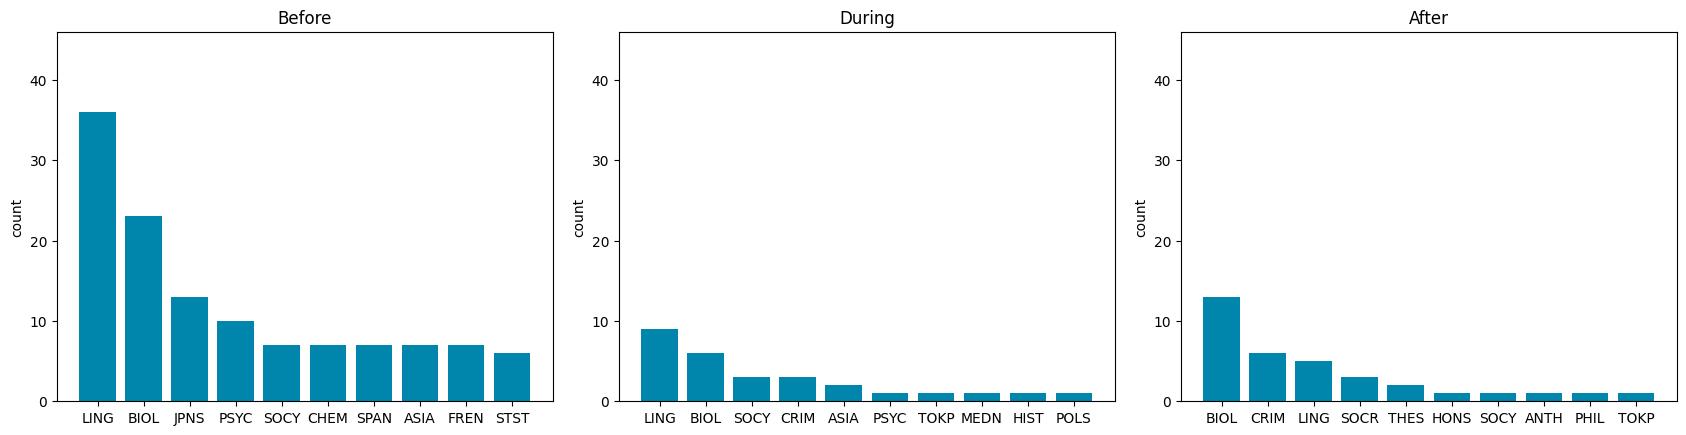 Before
count
40
30
20
10
0
LING BIOL JPNS PSYC SOCY CHEM SPAN ASIA FREN STST
During
count
40
30
20
10
0
LING BIOL SOCY CRIM ASIA PSYC TOKP MEDN HIST POLS
After
count
40
30
20
10
0
BIOL CRIM LING SOCR THES HONS SOCY ANTH PHIL TOKP